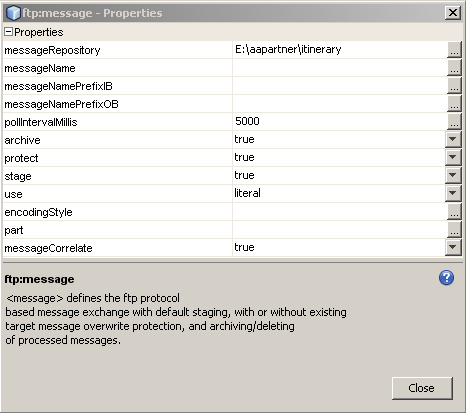 ftp:message - Properties
Properties
messageRepository E:\aapartner\itinerary ...
messageName ...
messageNamePrefixIB ...
messageNamePrefixOB ...
pollIntervalMillis 5000 ...
archive true
protect true
stage true
use literal
encodingStyle ...
part ...
messageCorrelate true
ftp:message
<message> defines the ftp protocol
based message exchange with default staging, with or without existing
target message overwrite protection, and archiving/deleting
of processed messages.
Close